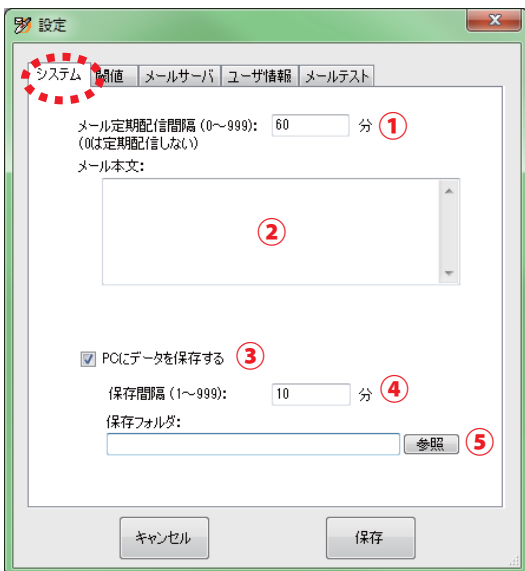 設定
システム 閾値 メールサーバ ユーザ情報 メールテスト
メール定期配信間隔 (0～999): 60 分 ①
(0は定期配信しない)
メール本文:
②
PCにデータを保存する ③
保存間隔 (1～999): 10 分 ④
保存フォルダ:
参照 ⑤
キャンセル 保存